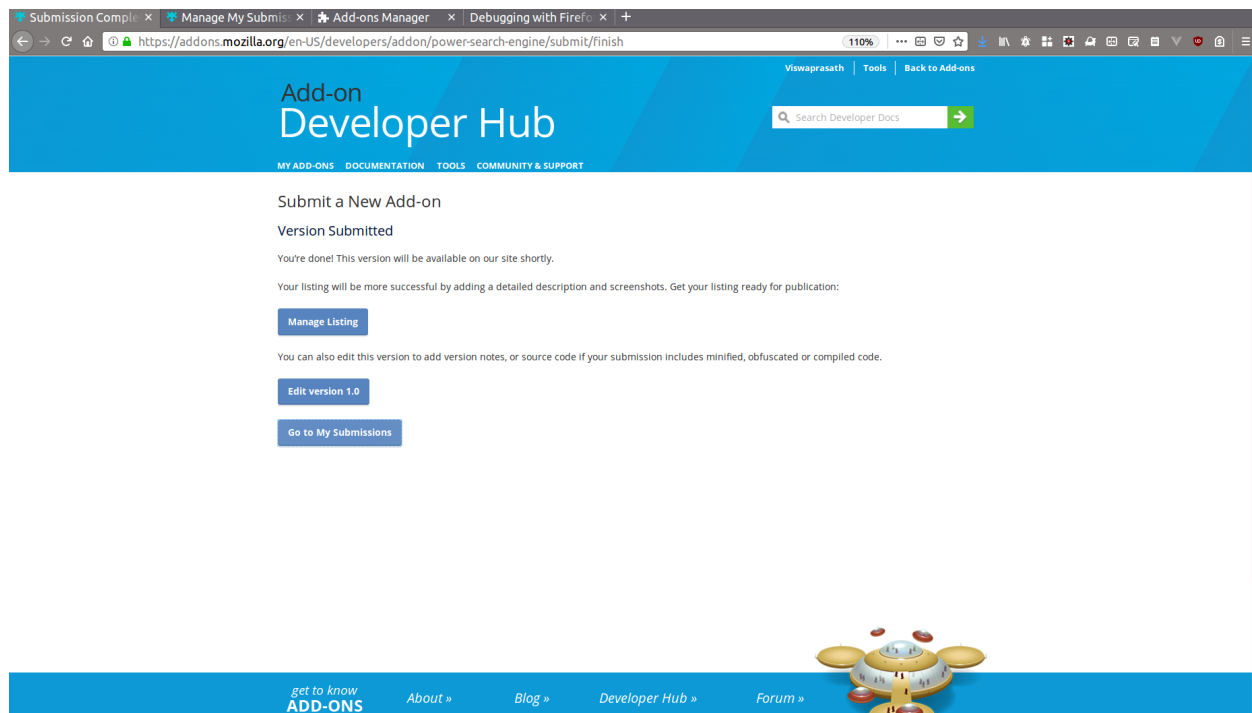 Submission Comple
Manage My Submiss
Add-ons Manager
Debugging with Firefo
https://addons.mozilla.org/en-US/developers/addon/power-search-engine/submit/finish
110%
Viswaprasath
Tools
Back to Add-ons
Add-on
Developer Hub
Search Developer Docs
MY ADD-ONS DOCUMENTATION TOOLS COMMUNITY & SUPPORT
Submit a New Add-on
Version Submitted
You're done! This version will be available on our site shortly.
Your listing will be more successful by adding a detailed description and screenshots. Get your listing ready for publication:
Manage Listing
You can also edit this version to add version notes, or source code if your submission includes minified, obfuscated or compiled code.
Edit version 1.0
Go to My Submissions
get to know
ADD-ONS
About »
Blog »
Developer Hub »
Forum »